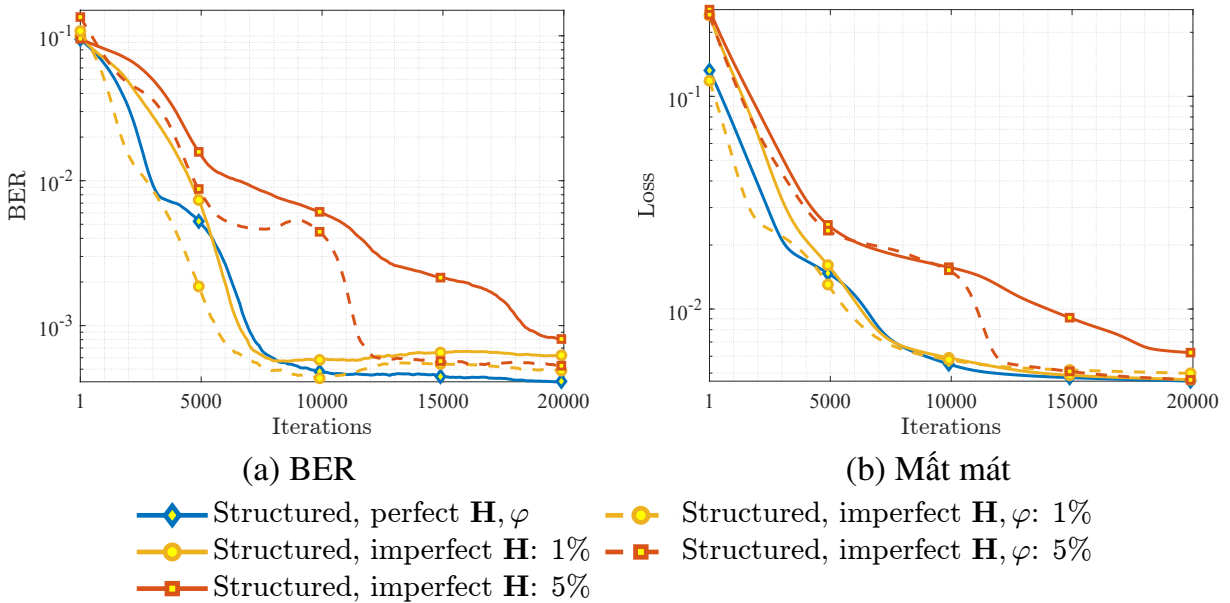 10^{-1}
10^{-2}
10^{-3}
BER
1 5000 10000 15000 20000
Iterations
(a) BER
10^{-1}
10^{-2}
Loss
1 5000 10000 15000 20000
Iterations
(b) Mất mát
Structured, perfect H, φ
Structured, imperfect H: 1%
Structured, imperfect H: 5%
Structured, imperfect H, φ: 1%
Structured, imperfect H, φ: 5%